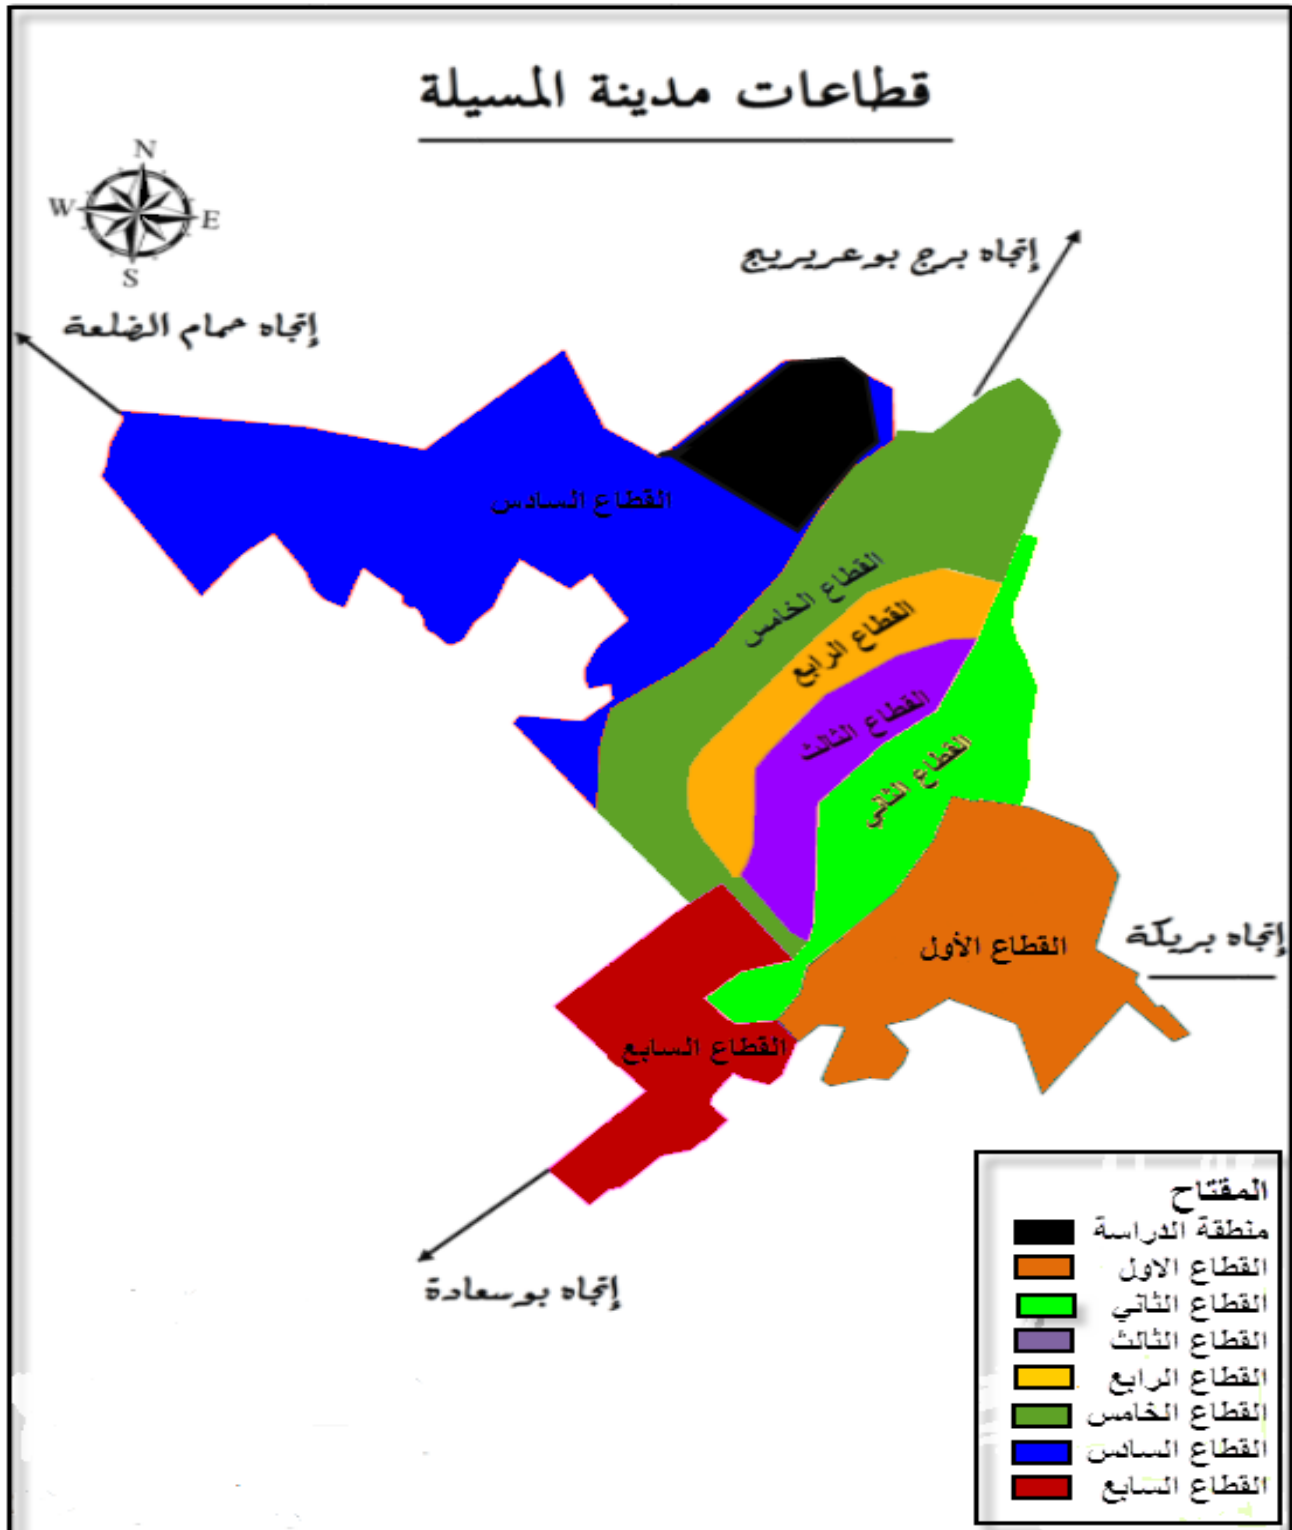 قطاعات مدينة المسيلة
N
W E
S
إتجاه برج بوعريريج
إتجاه حمام الضلعة
القطاع السادس
القطاع الخامس
القطاع الرابع
القطاع الثالث
القطاع الثاني
القطاع الأول
إتجاه بريكة
القطاع السابع
إتجاه بوسعادة
المفتاح
منطقة الدراسة
القطاع الاول
القطاع الثاني
القطاع الثالث
القطاع الرابع
القطاع الخامس
القطاع السادس
القطاع السابع